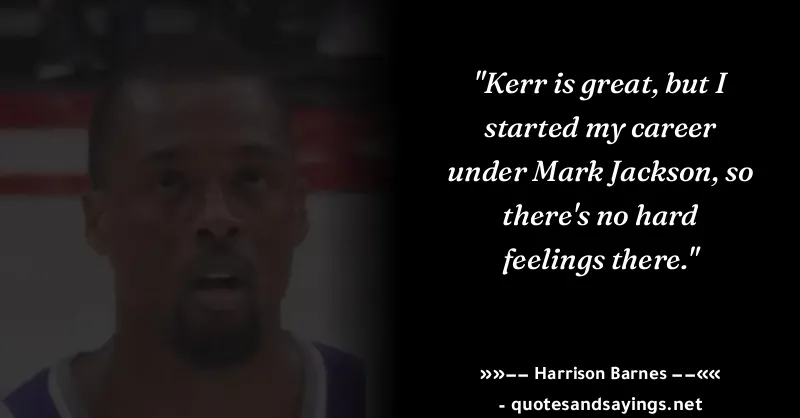 "Kerr is great, but I
started my career
under Mark Jackson, so
there's no hard
feelings there."
»»−− Harrison Barnes −−««
- quotesandsayings.net